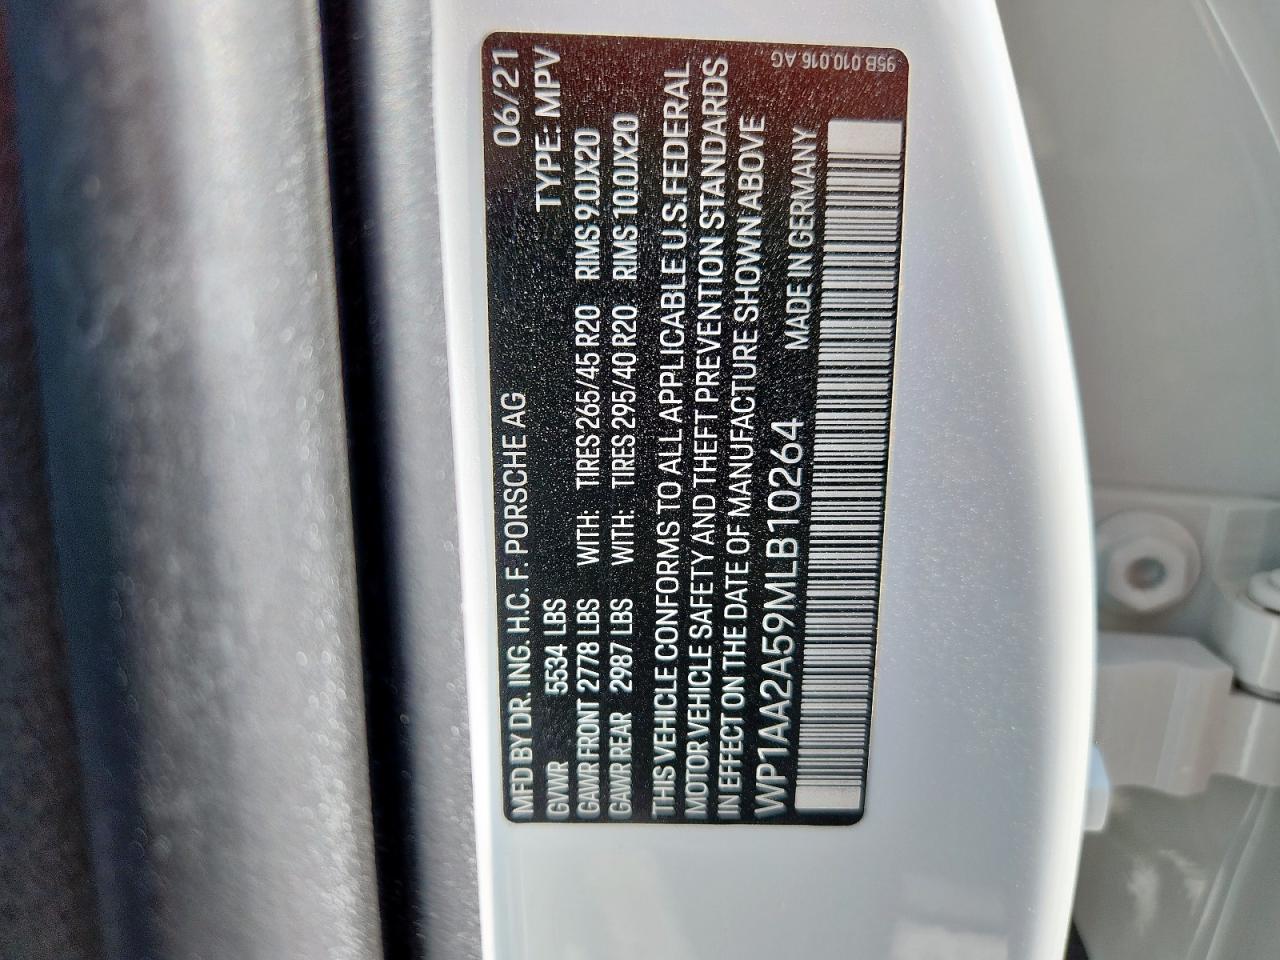 MFD BY DR. ING. H.C. F. PORSCHE AG 06/21
GVWR 5534 LBS TYPE: MPV
GAWR FRONT 2778 LBS WITH: TIRES 265/45 R20 RIMS 9.0JX20
GAWR REAR 2987 LBS WITH: TIRES 295/40 R20 RIMS 10.0JX20
THIS VEHICLE CONFORMS TO ALL APPLICABLE U.S. FEDERAL
MOTOR VEHICLE SAFETY AND THEFT PREVENTION STANDARDS
IN EFFECT ON THE DATE OF MANUFACTURE SHOWN ABOVE
WP1AA2A59MLB10264 MADE IN GERMANY
95B.010.016 AG